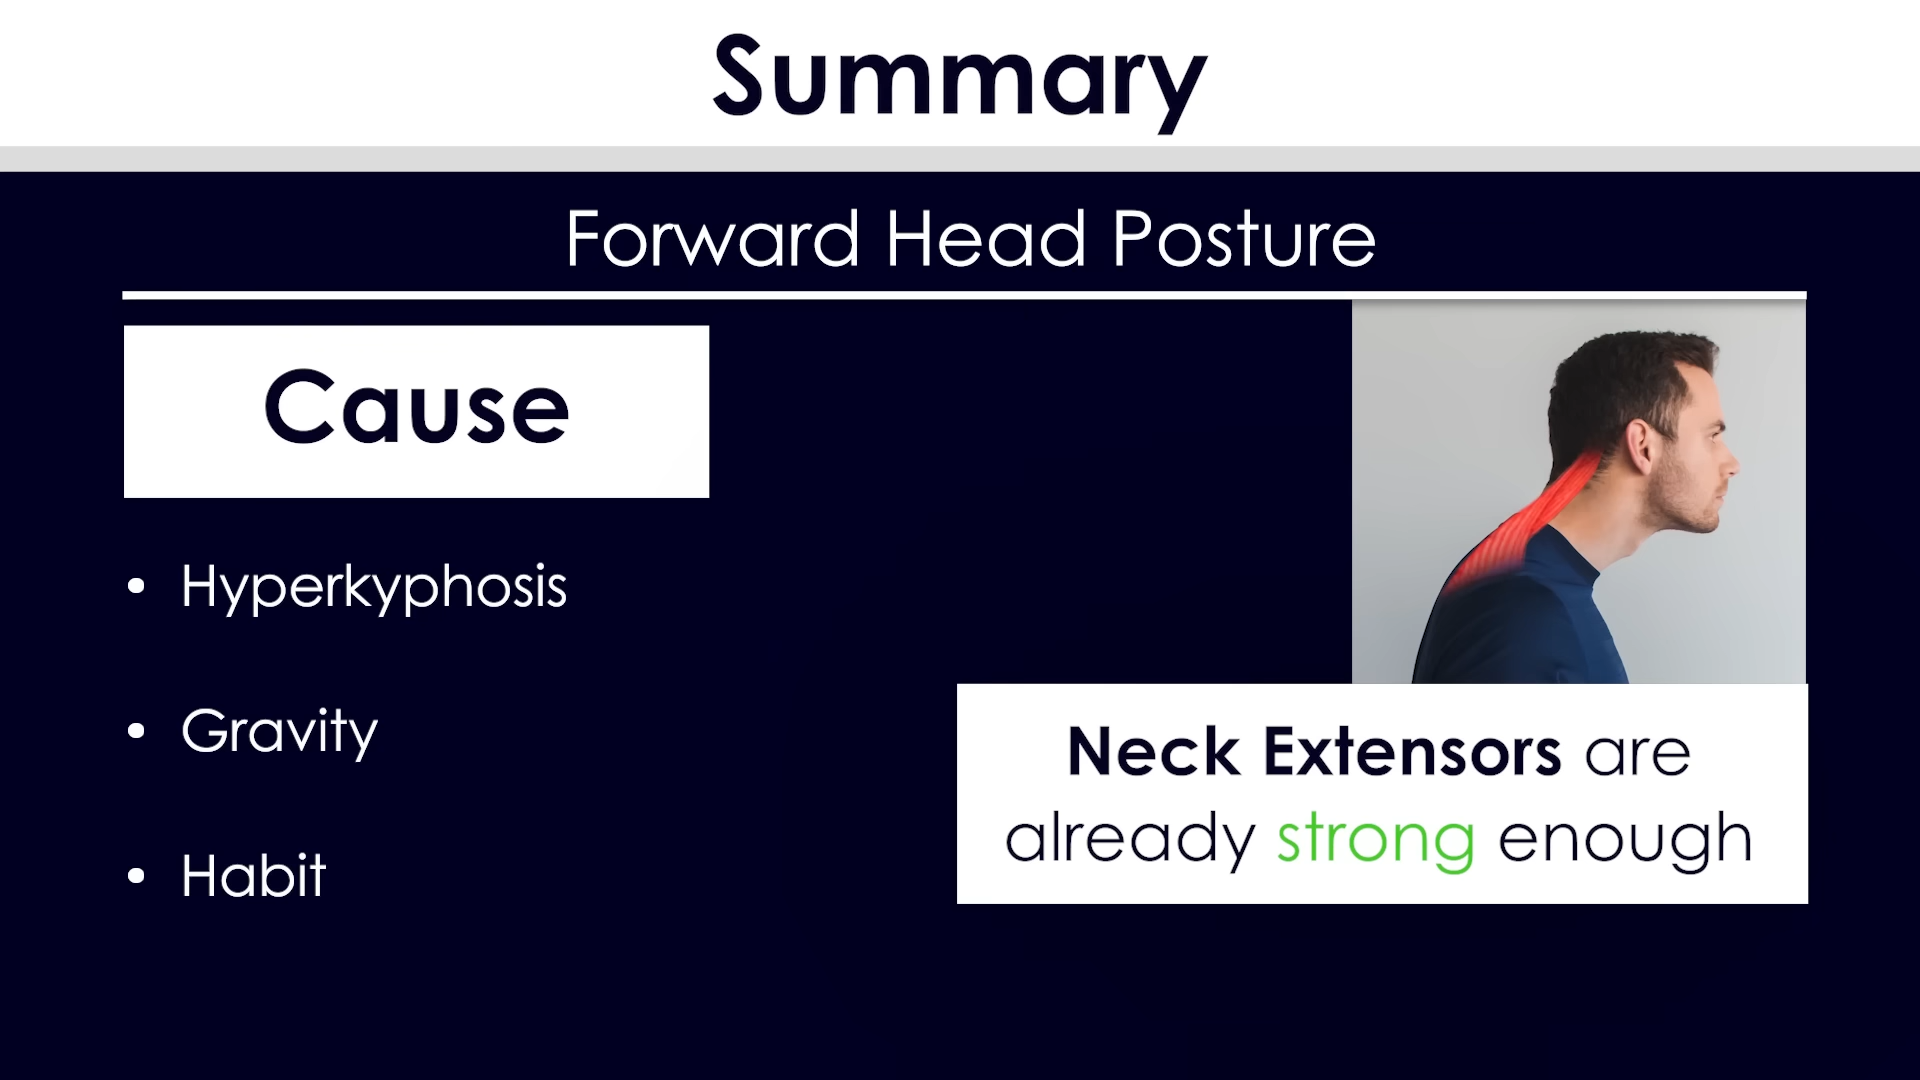 Summary
Forward Head Posture
Cause
• Hyperkyphosis
• Gravity
• Habit
Neck Extensors are
already strong enough